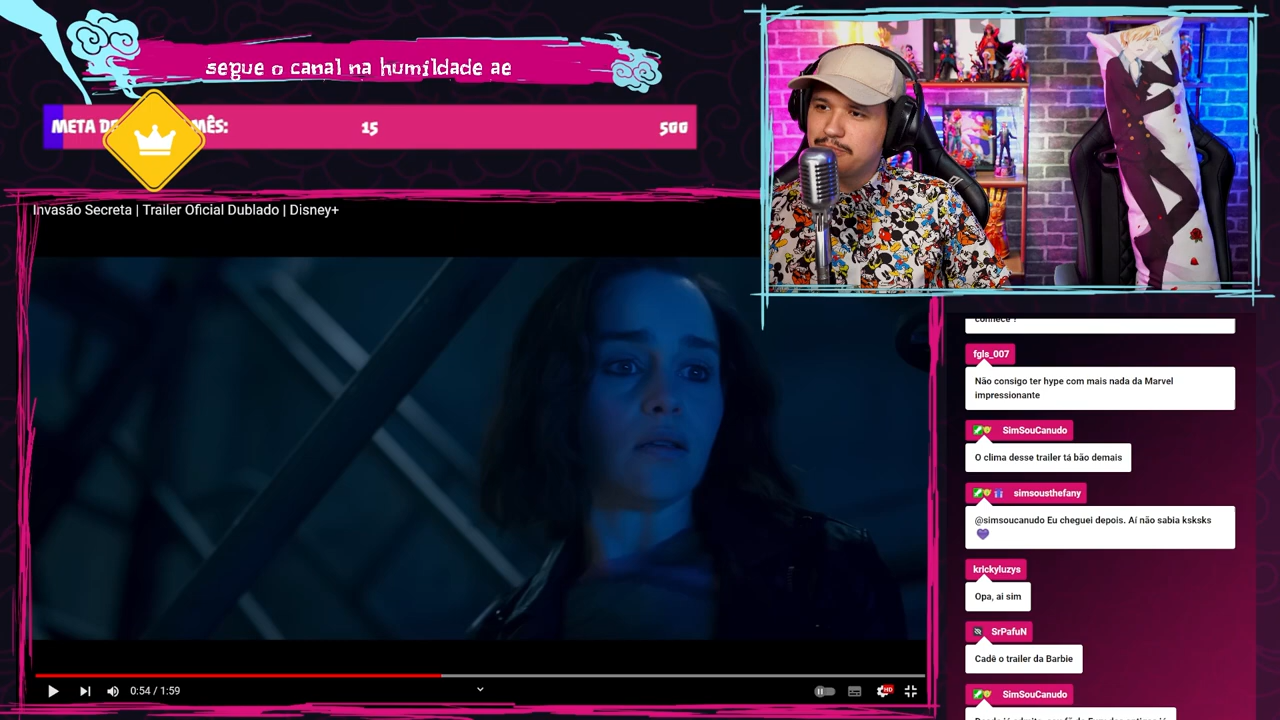 segue o canal na humildade ae
META DE MÊS: 15 500
Invasão Secreta | Trailer Oficial Dublado | Disney+
0:54 / 1:59
HD
fgls_007
Não consigo ter hype com mais nada da Marvel
impressionante
SimSouCanudo
O clima desse trailer tá bão demais
simsousthefany
@simsoucanudo Eu cheguei depois. Aí não sabia ksksks
krickyluzys
Opa, ai sim
SrPafuN
Cadê o trailer da Barbie
SimSouCanudo